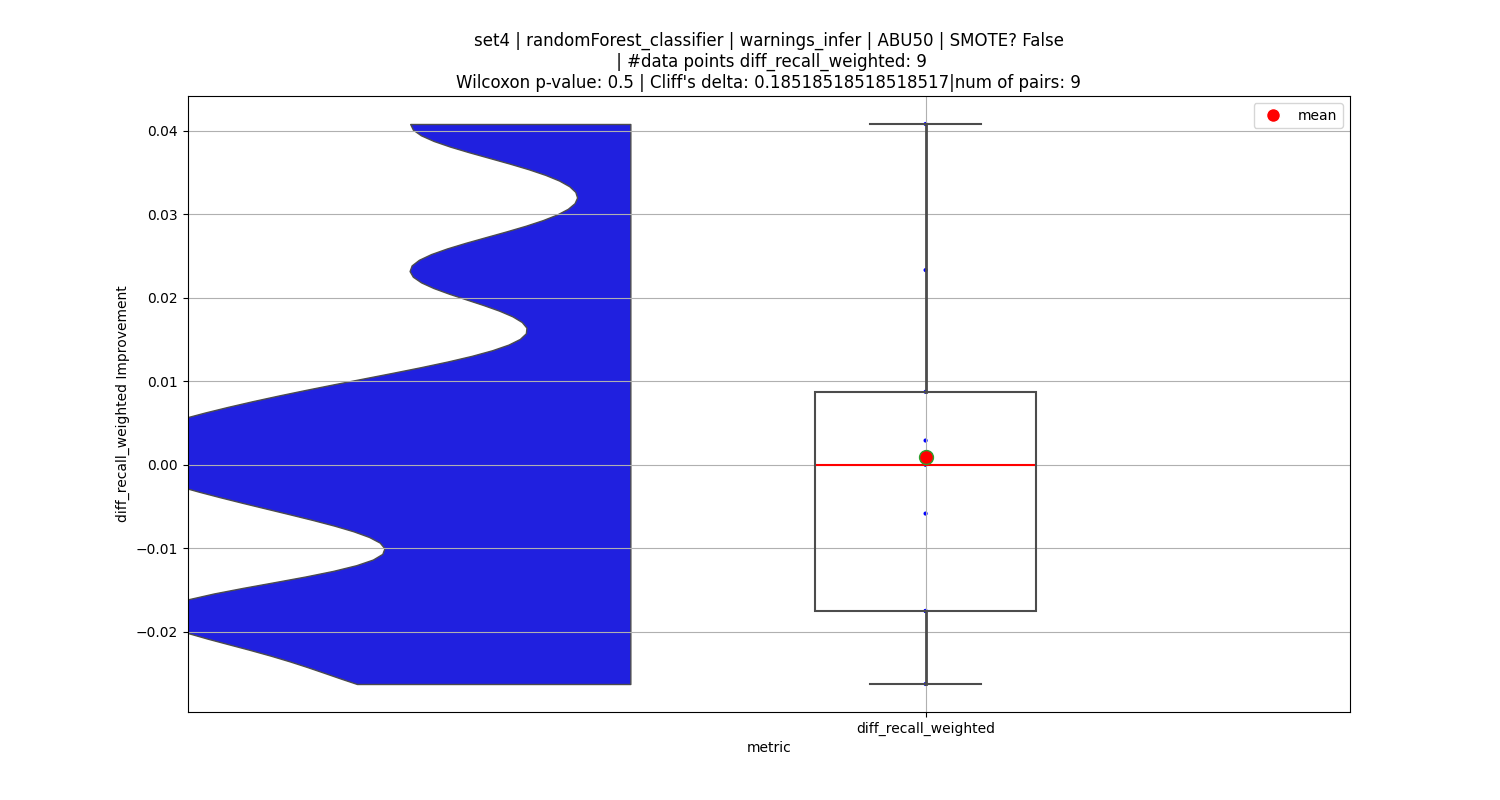 set4 | randomForest_classifier | warnings_infer | ABU50 | SMOTE? False
| #data points diff_recall_weighted: 9
Wilcoxon p-value: 0.5 | Cliff's delta: 0.18518518518518517|num of pairs: 9
mean
0.04
0.03
0.02
0.01
0.00
−0.01
−0.02
diff_recall_weighted Improvement
diff_recall_weighted
metric